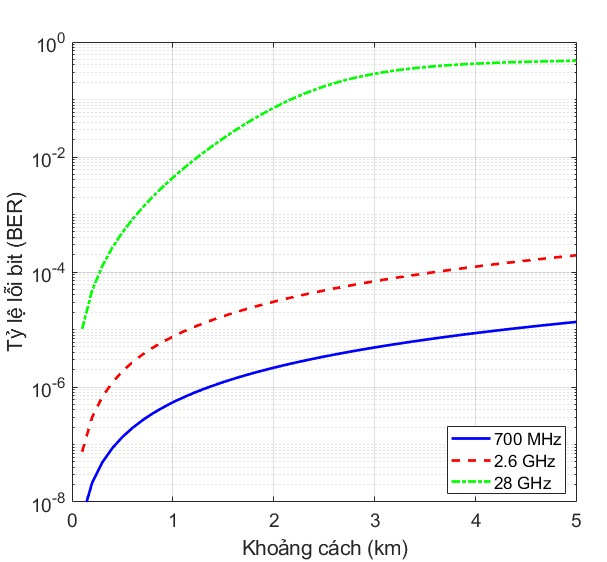 10^0
10^-2
10^-4
10^-6
10^-8
Tỷ lệ lỗi bit (BER)
700 MHz
2.6 GHz
28 GHz
0 1 2 3 4 5
Khoảng cách (km)